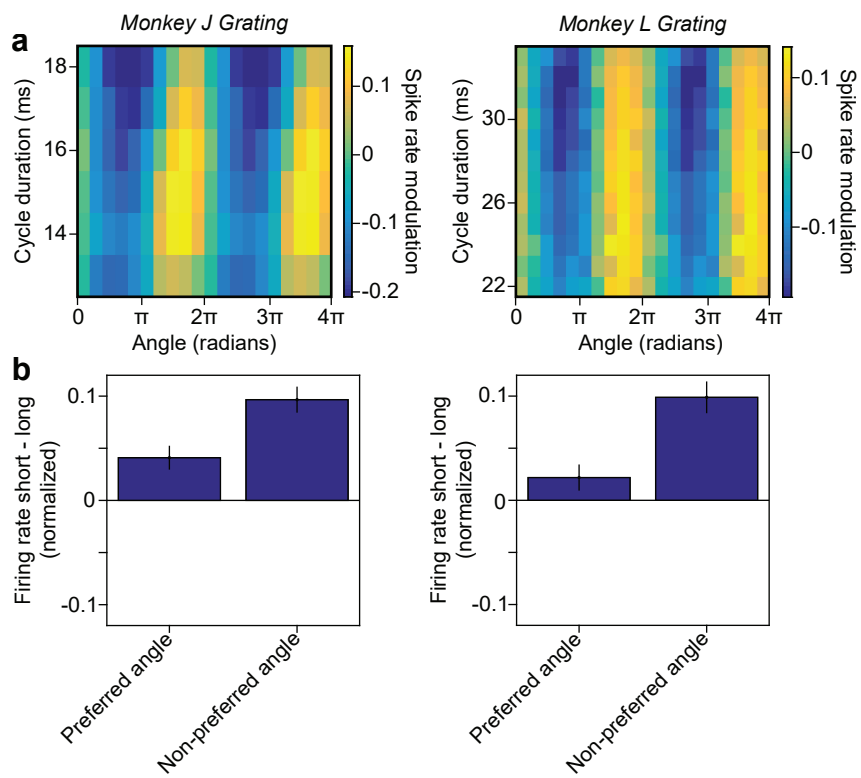 a
Monkey J Grating
Monkey L Grating
Cycle duration (ms)
18
16
14
0
π
2π
3π
4π
Angle (radians)
0.1
0
-0.1
-0.2
Spike rate modulation
Cycle duration (ms)
30
26
22
0
π
2π
3π
4π
Angle (radians)
0.1
0
-0.1
Spike rate modulation
b
Firing rate short - long
(normalized)
0.1
0
-0.1
Preferred angle
Non-preferred angle
Firing rate short - long
(normalized)
0.1
0
-0.1
Preferred angle
Non-preferred angle